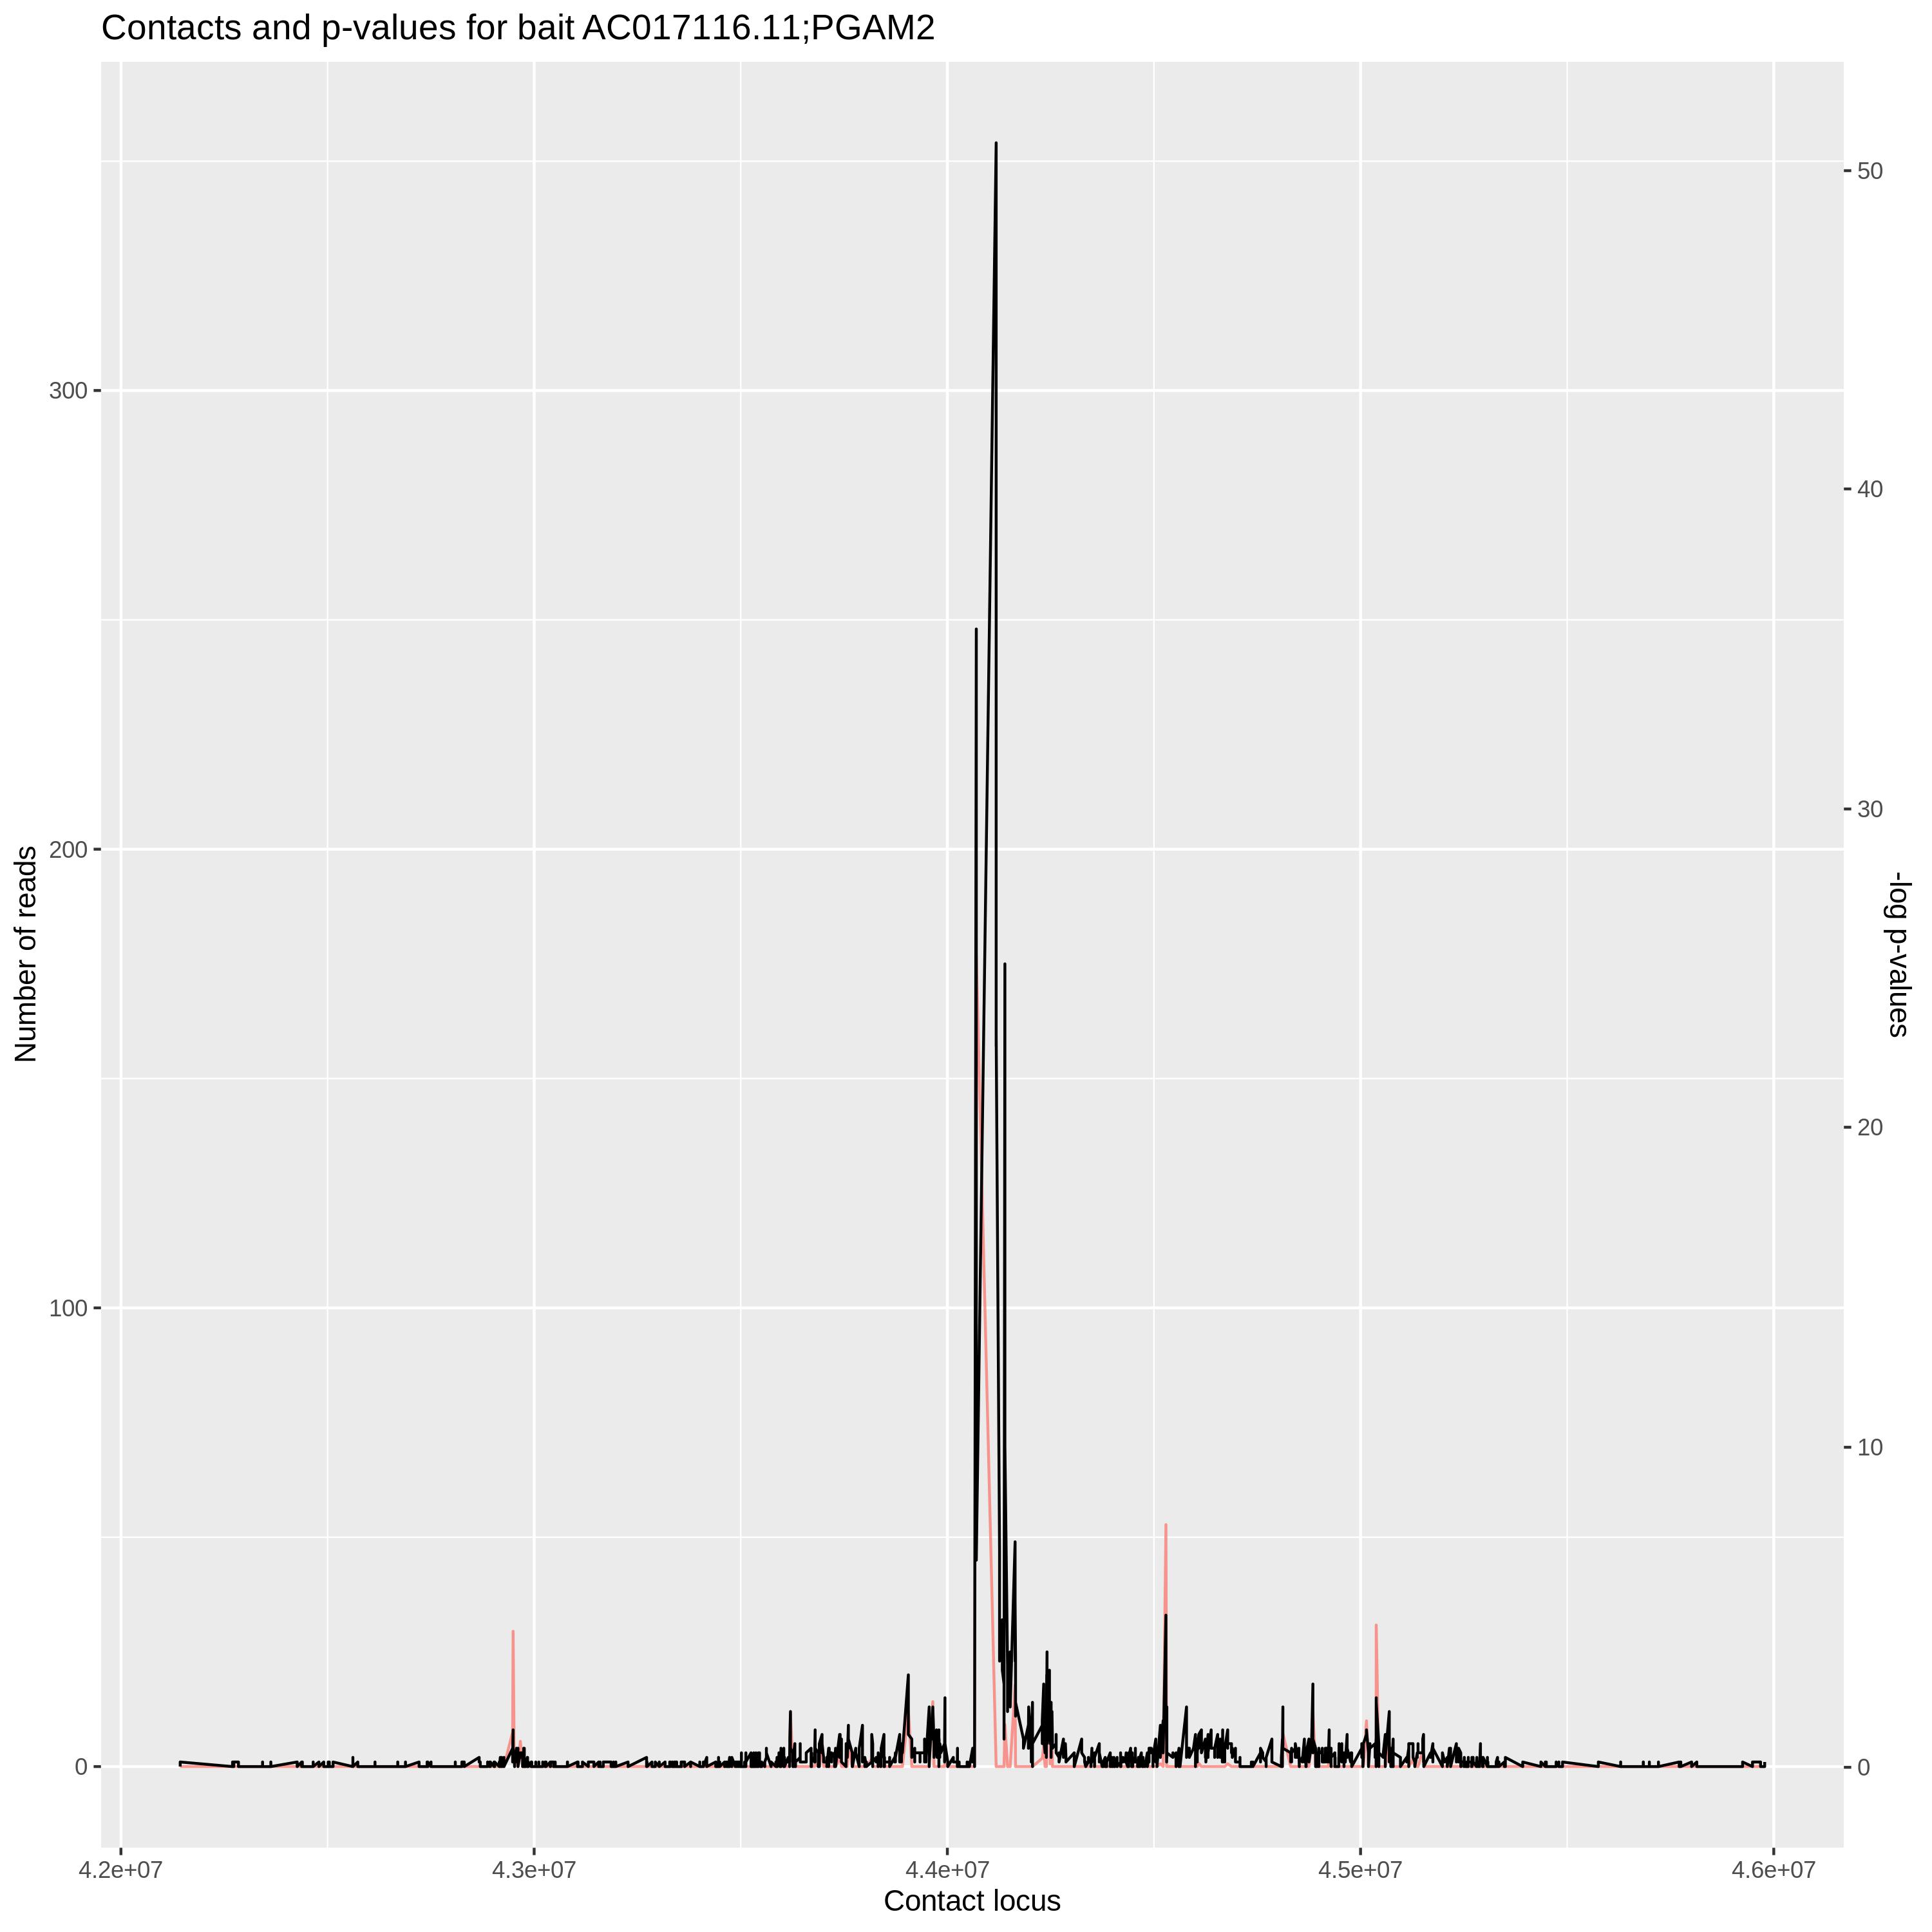 Contacts and p-values for bait AC017116.11;PGAM2
Number of reads
300
200
100
0
50
40
30
20
10
0
-log p-values
4.2e+07 4.3e+07 4.4e+07 4.5e+07 4.6e+07
Contact locus